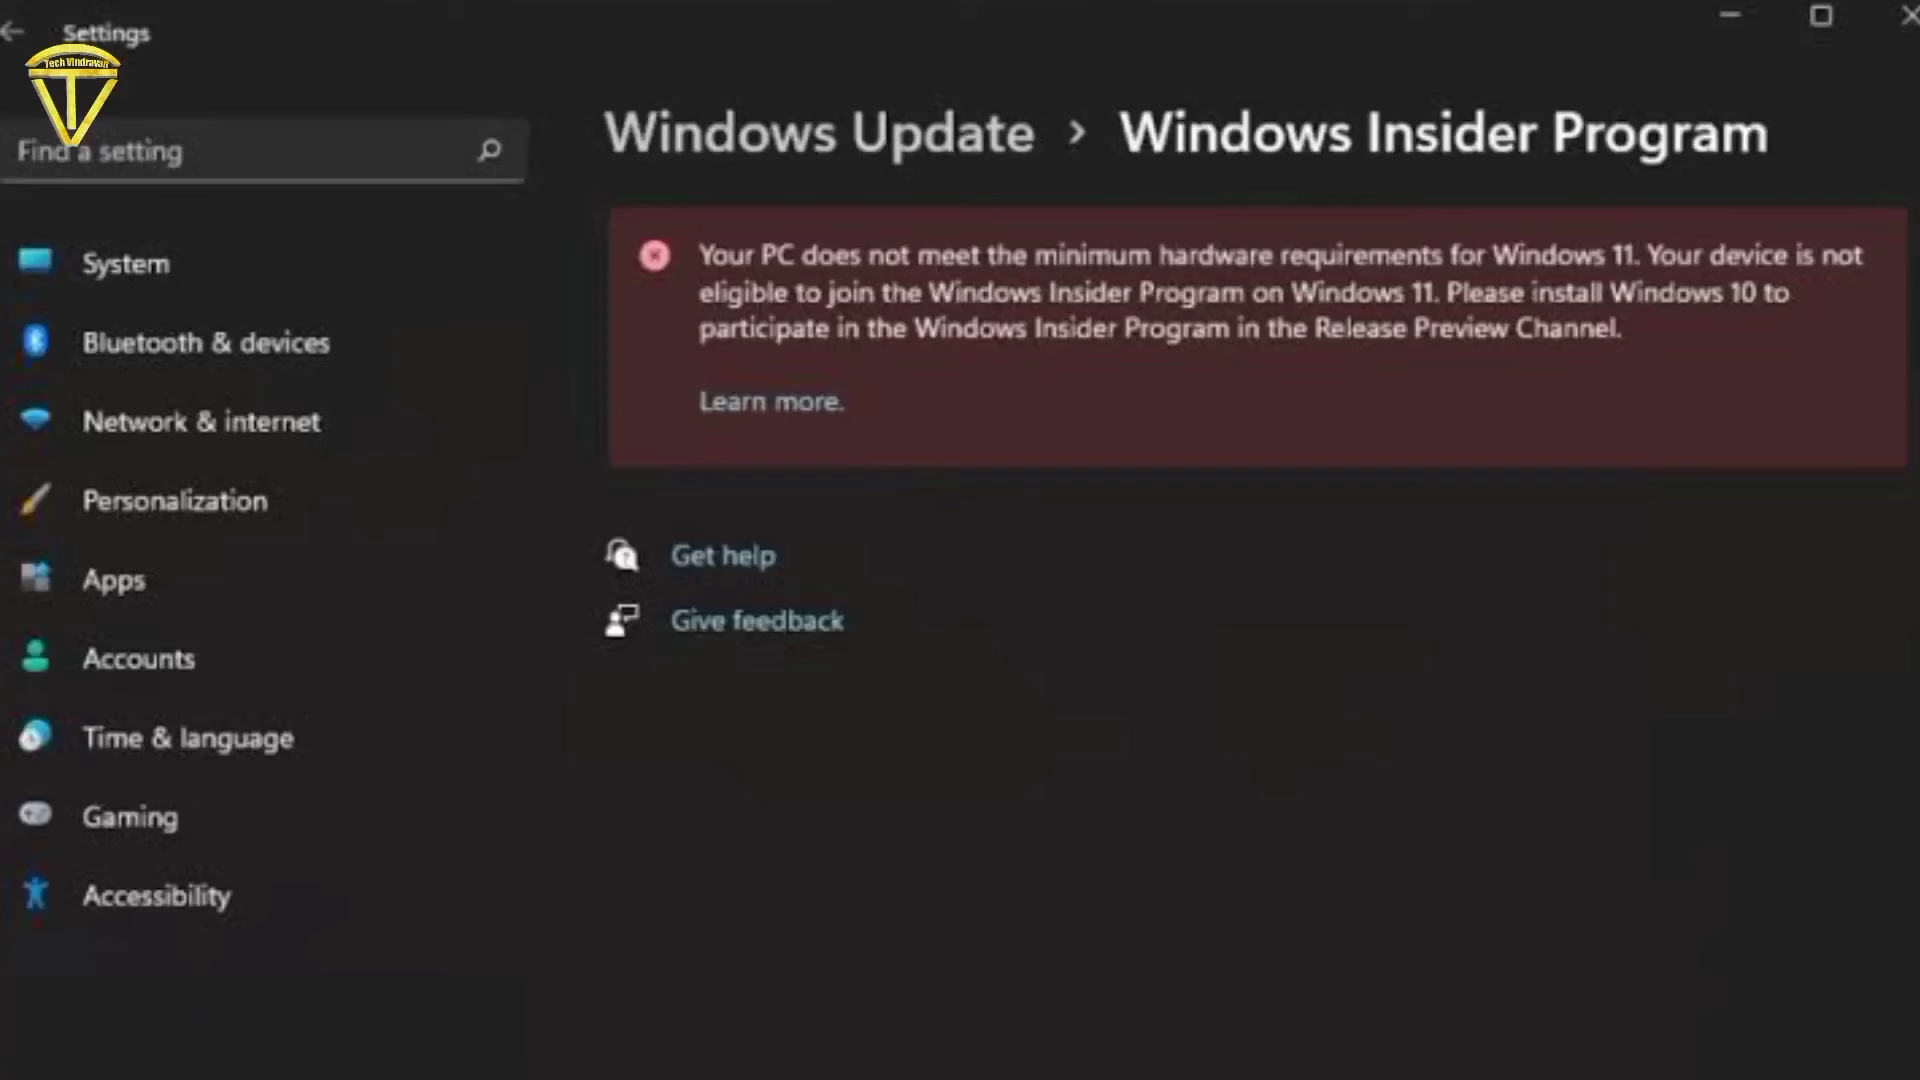 Settings
Tech Vindravan
Find a setting
Windows Update > Windows Insider Program
Your PC does not meet the minimum hardware requirements for Windows 11. Your device is not
eligible to join the Windows Insider Program on Windows 11. Please install Windows 10 to
participate in the Windows Insider Program in the Release Preview Channel.
Learn more.
Get help
Give feedback
System
Bluetooth & devices
Network & internet
Personalization
Apps
Accounts
Time & language
Gaming
Accessibility